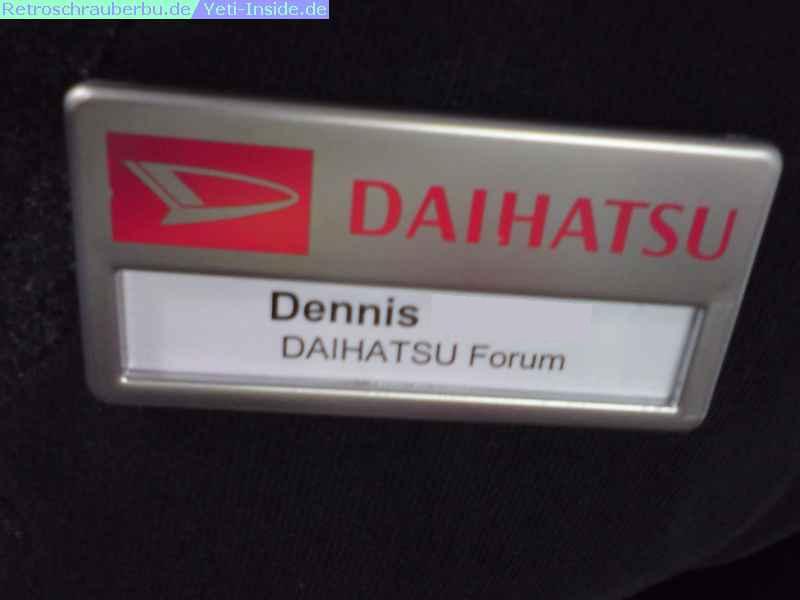 Retroschrauberbu.de / Yeti-Inside.de
DAIHATSU
Dennis
DAIHATSU Forum